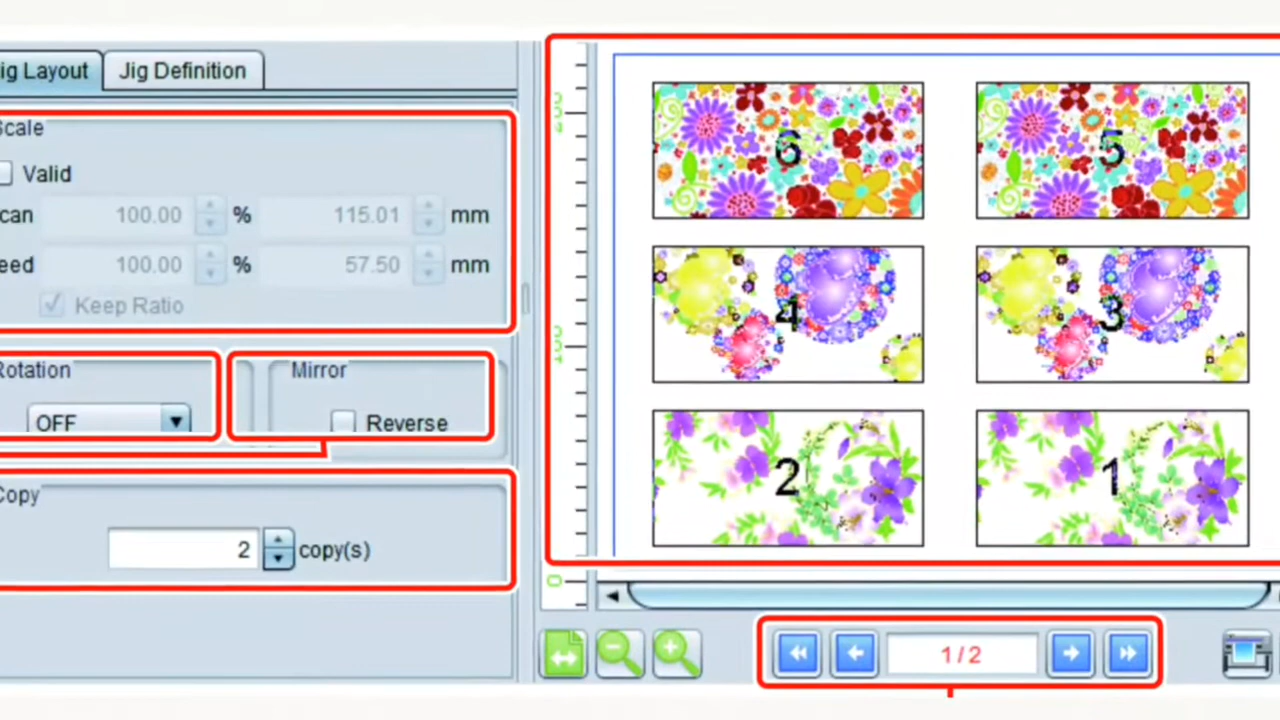 ig Layout Jig Definition
Scale
Valid
can 100.00 % 115.01 mm
eed 100.00 % 57.50 mm
Keep Ratio
Rotation
OFF
Mirror
Reverse
Copy
2 copy(s)
6 5
4 3
2 1
0
1 / 2